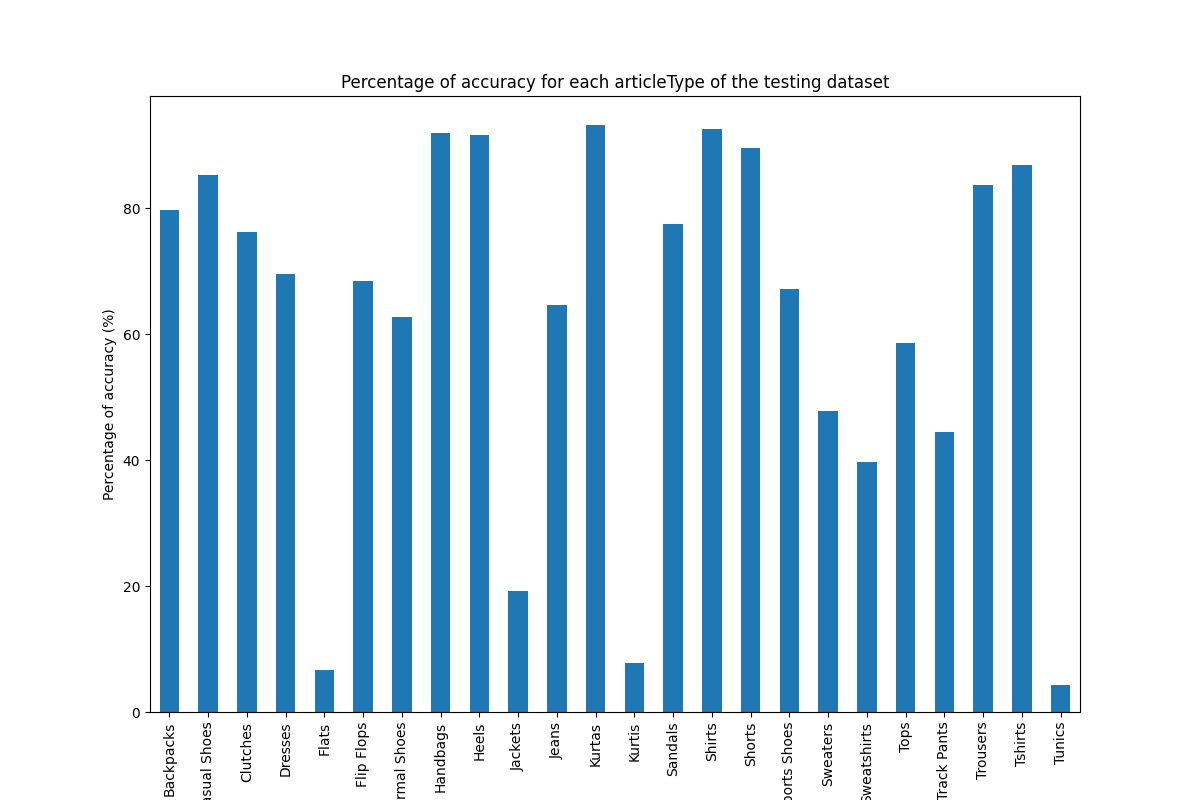 Percentage of accuracy for each articleType of the testing dataset
Percentage of accuracy (%)
80
60
40
20
0
Backpacks
asual Shoes
Clutches
Dresses
Flats
Flip Flops
rmal Shoes
Handbags
Heels
Jackets
Jeans
Kurtas
Kurtis
Sandals
Shirts
Shorts
ports Shoes
Sweaters
Sweatshirts
Tops
Track Pants
Trousers
Tshirts
Tunics